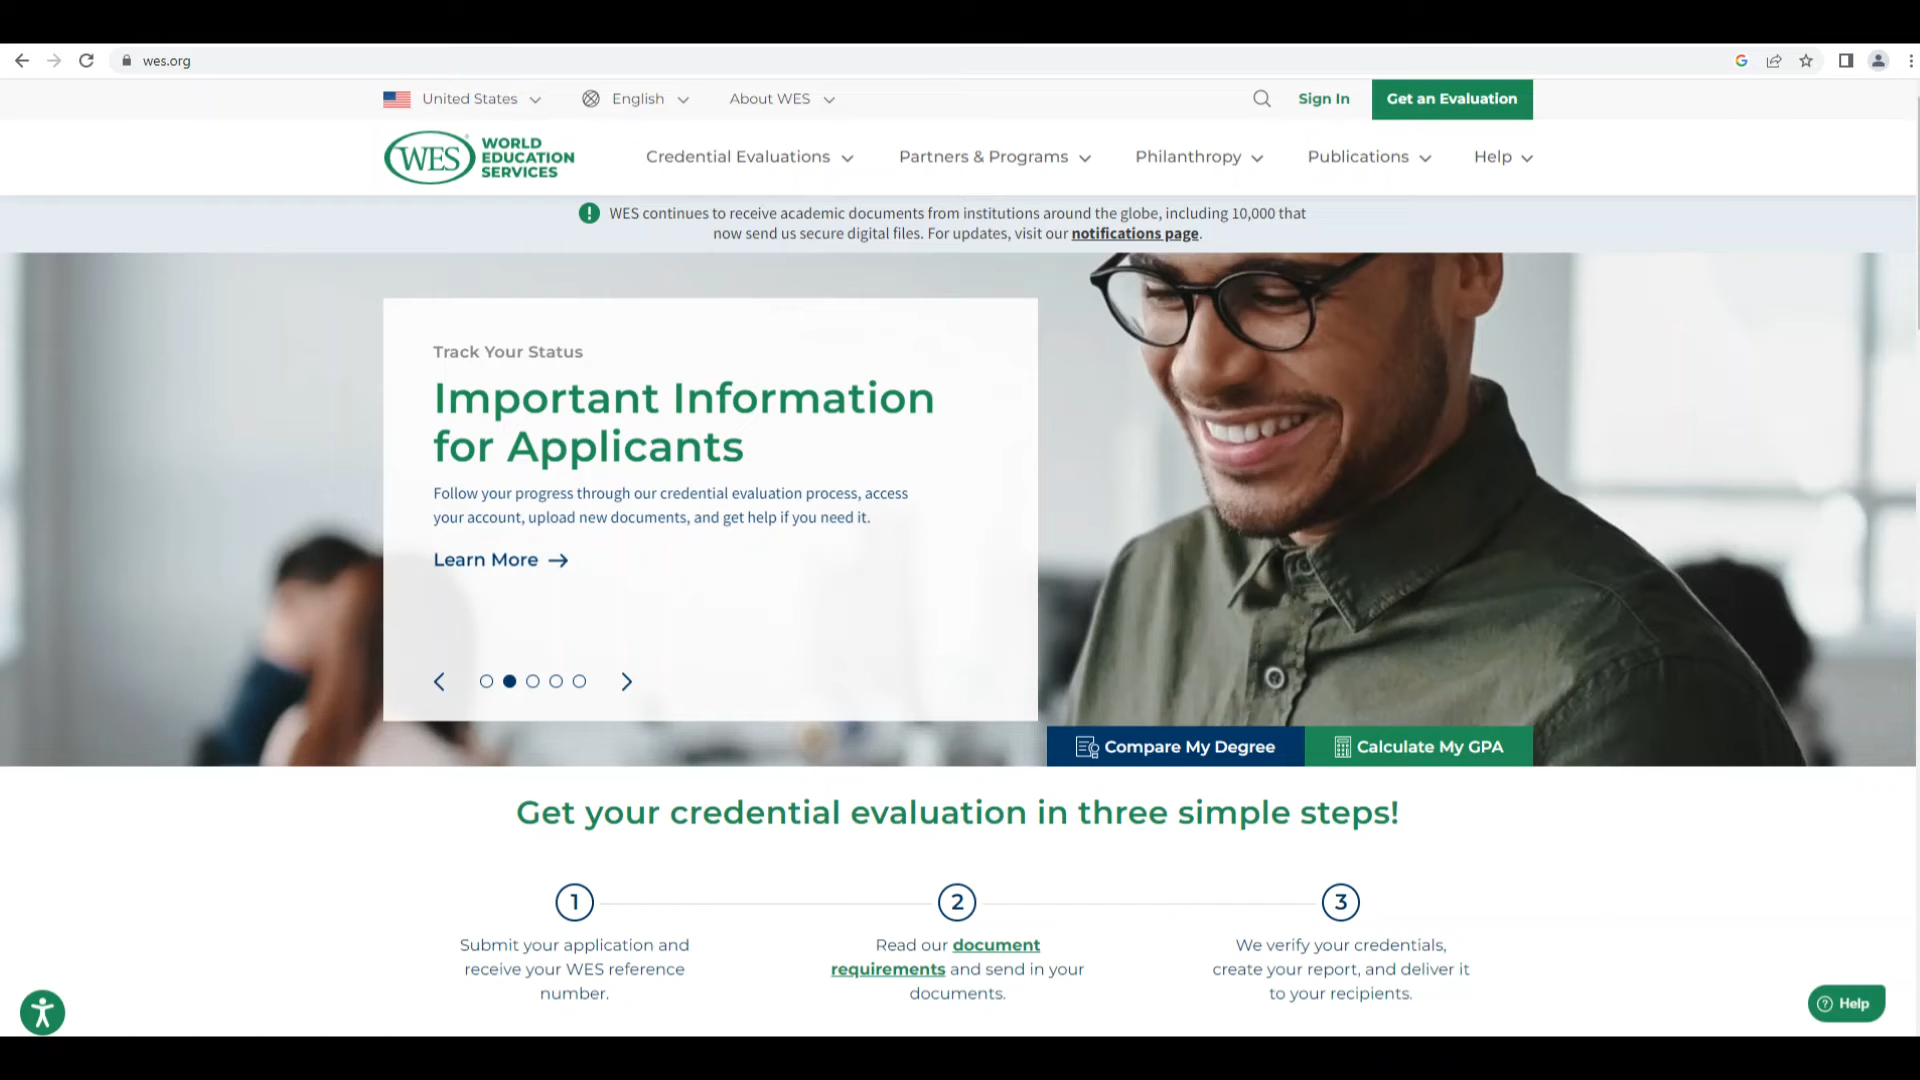 wes.org
United States
English
About WES
Sign In
Get an Evaluation
WES
WORLD
EDUCATION
SERVICES
Credential Evaluations
Partners & Programs
Philanthropy
Publications
Help
WES continues to receive academic documents from institutions around the globe, including 10,000 that
now send us secure digital files. For updates, visit our notifications page.
Track Your Status
Important Information
for Applicants
Follow your progress through our credential evaluation process, access
your account, upload new documents, and get help if you need it.
Learn More
Compare My Degree
Calculate My GPA
Get your credential evaluation in three simple steps!
1
Submit your application and
receive your WES reference
number.
2
Read our document
requirements and send in your
documents.
3
We verify your credentials,
create your report, and deliver it
to your recipients.
Help